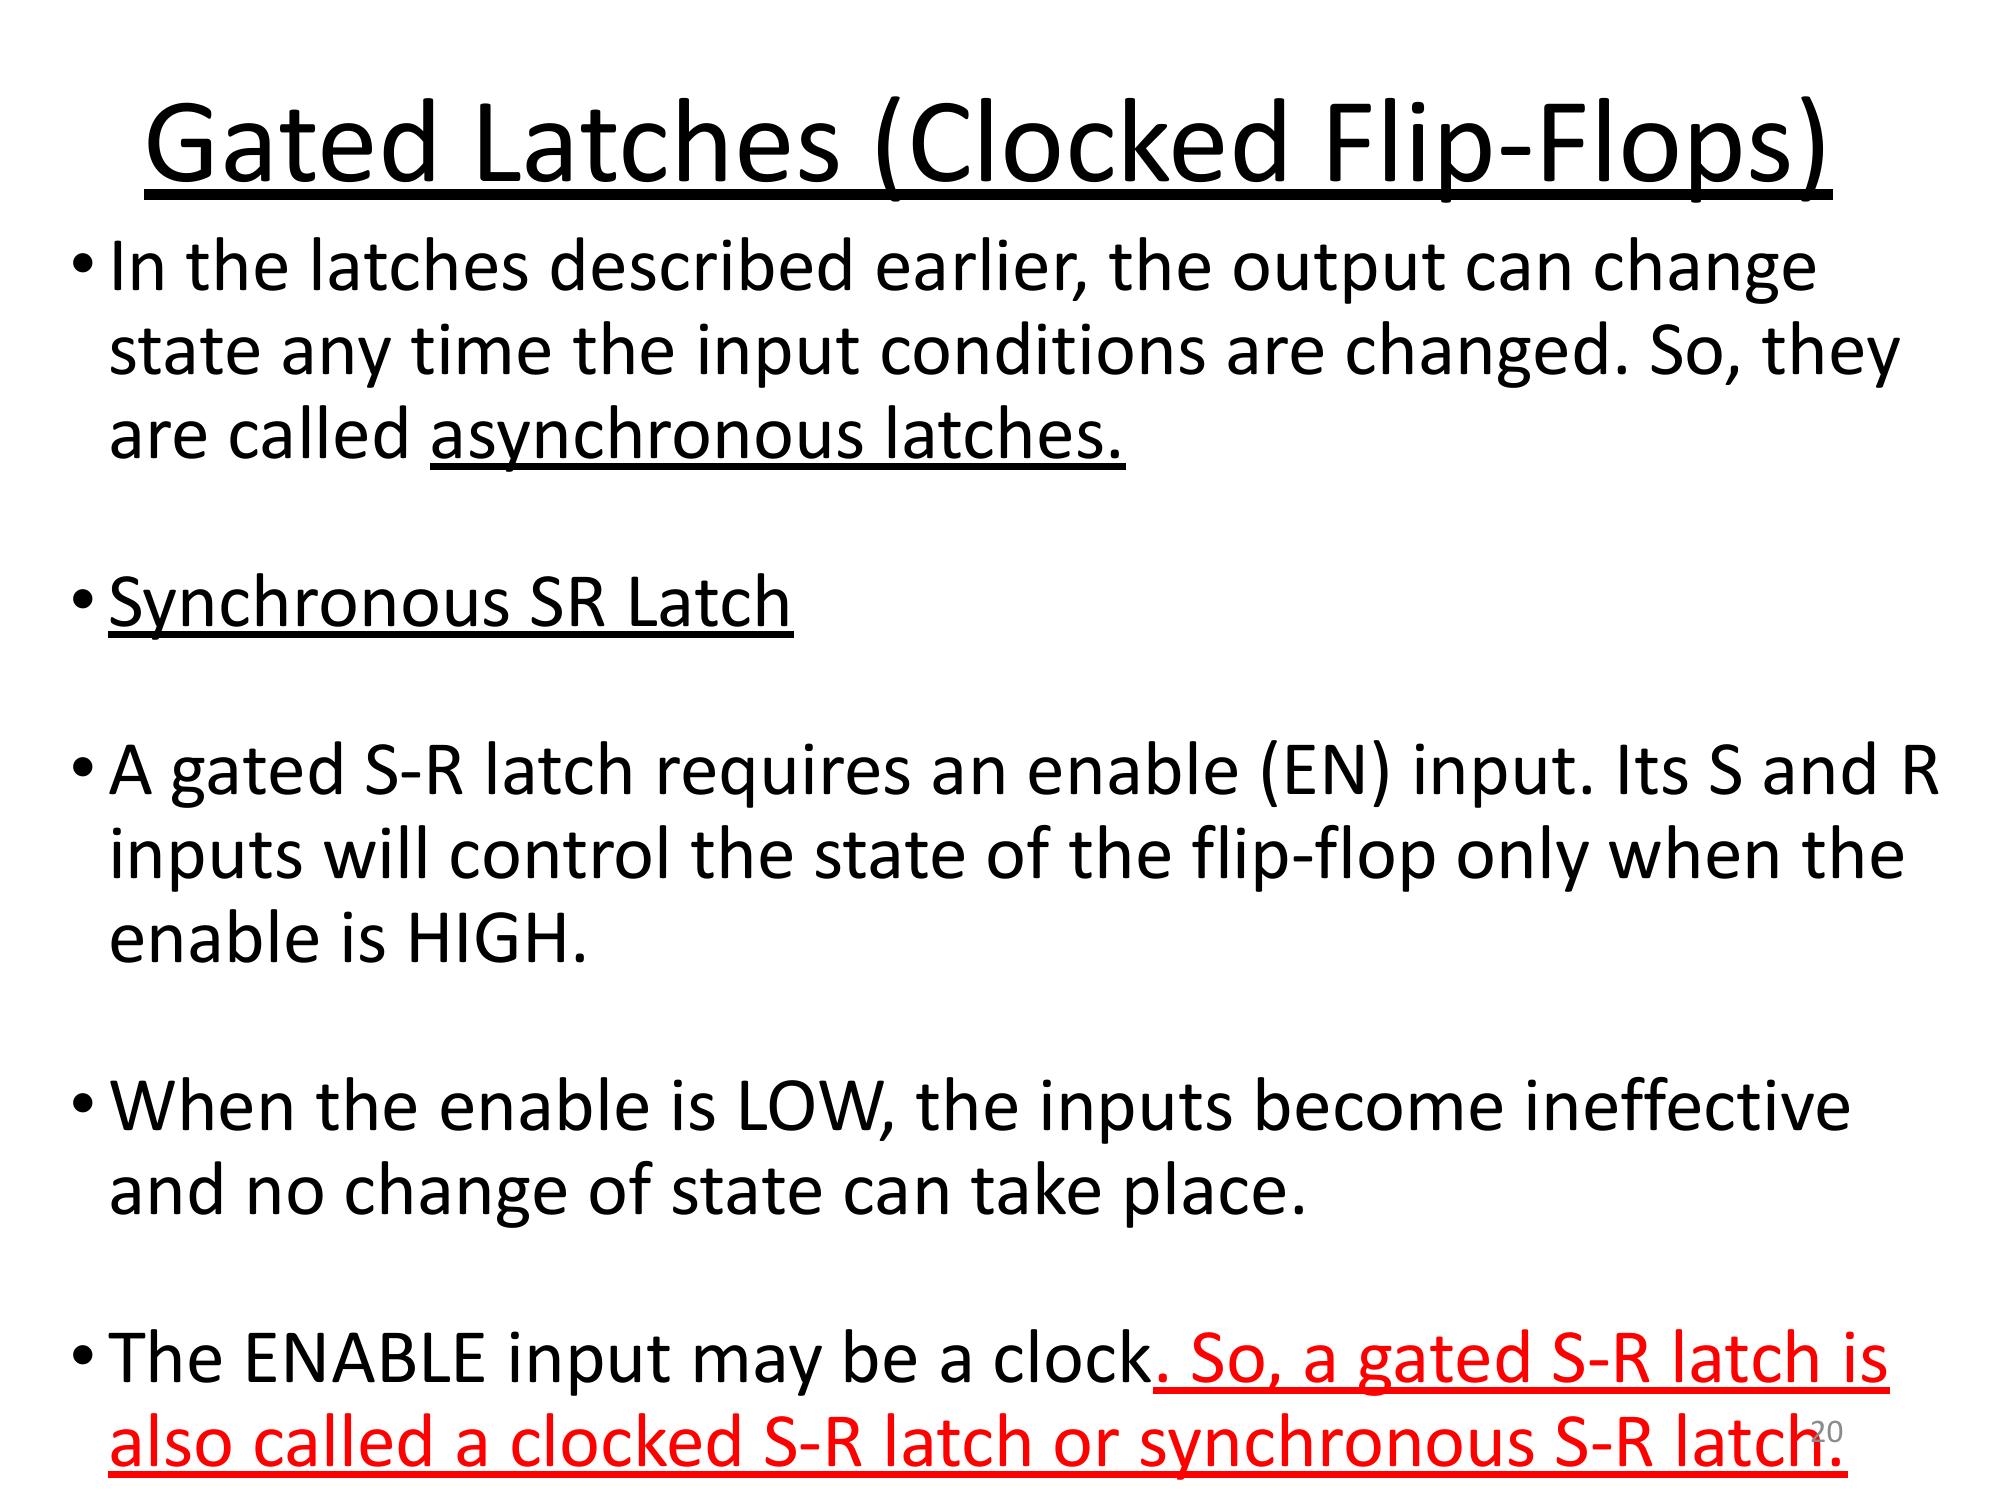 Gated Latches (Clocked Flip-Flops)
• In the latches described earlier, the output can change
state any time the input conditions are changed. So, they
are called asynchronous latches.
• Synchronous SR Latch
• A gated S-R latch requires an enable (EN) input. Its S and R
inputs will control the state of the flip-flop only when the
enable is HIGH.
• When the enable is LOW, the inputs become ineffective
and no change of state can take place.
• The ENABLE input may be a clock. So, a gated S-R latch is
also called a clocked S-R latch or synchronous S-R latch.
20